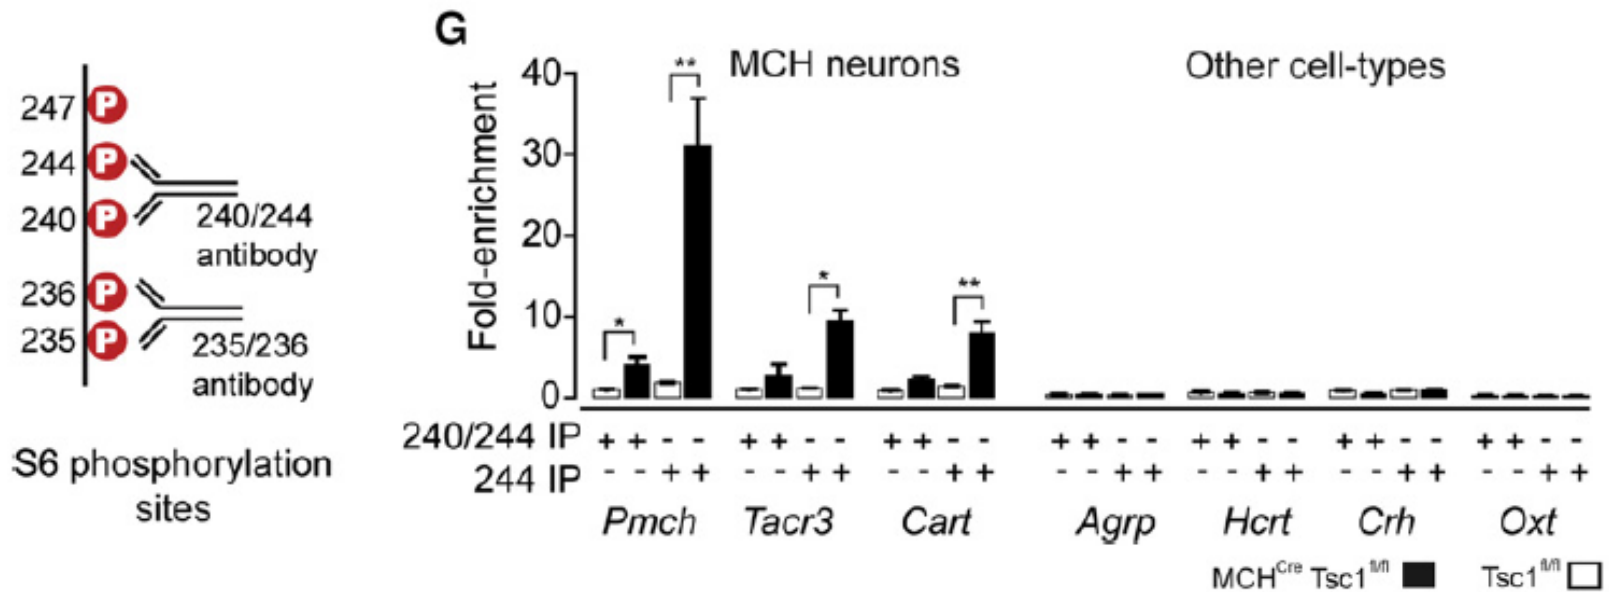 G
247
244
240
236
235
P
P
P
P
P
240/244
antibody
235/236
antibody
S6 phosphorylation
sites
MCH neurons
Other cell-types
Fold-enrichment
40
30
20
10
0
* ** * ** 
240/244 IP + + - - + + - - + + - - + + - - + + - - + + - - + + - -
244 IP - - + + - - + + - - + + - - + + - - + + - - + + - - + +
Pmch Tacr3 Cart Agrp Hcrt Crh Oxt
MCHCre Tsc1fl/fl Tsc1fl/fl